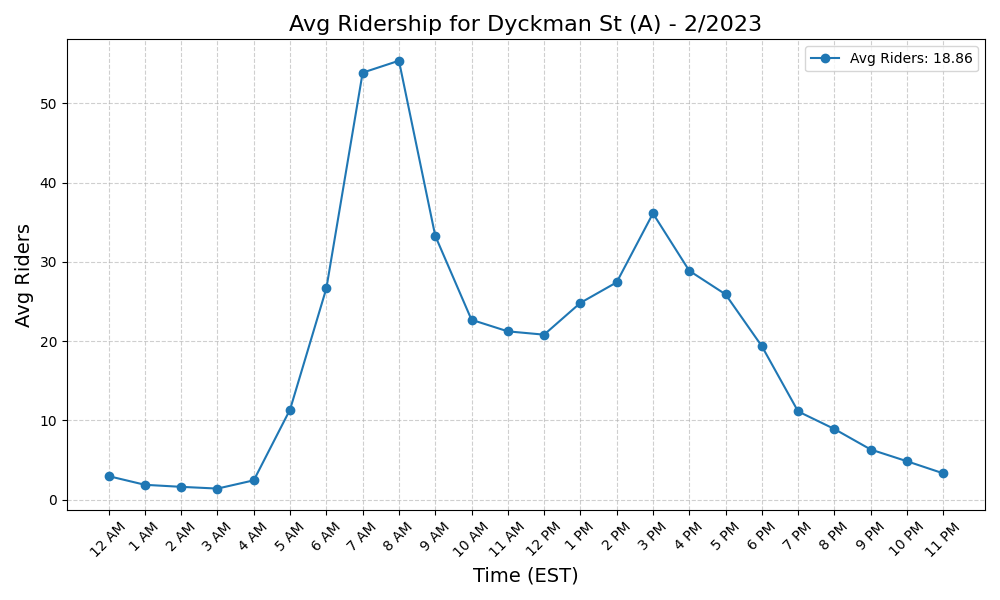 Avg Ridership for Dyckman St (A) - 2/2023
Avg Riders: 18.86
Avg Riders
50
40
30
20
10
0
12 AM
1 AM
2 AM
3 AM
4 AM
5 AM
6 AM
7 AM
8 AM
9 AM
10 AM
11 AM
12 PM
1 PM
2 PM
3 PM
4 PM
5 PM
6 PM
7 PM
8 PM
9 PM
10 PM
11 PM
Time (EST)